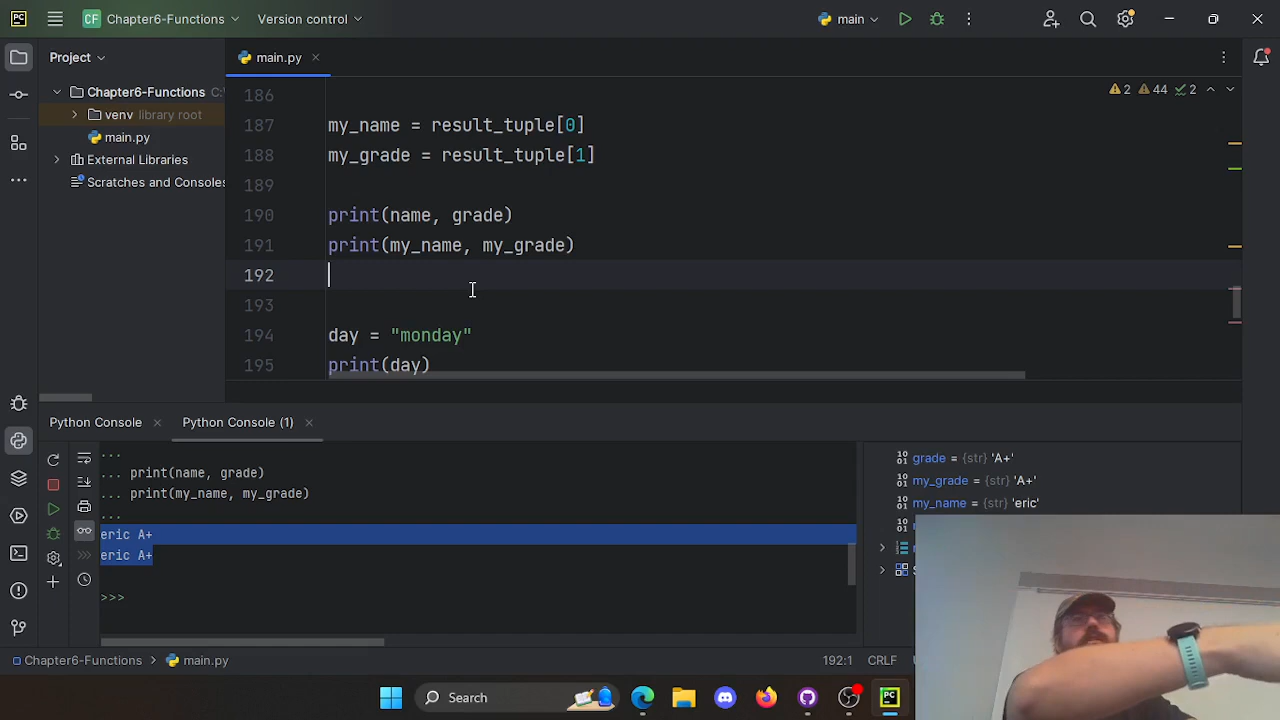 PC
CF Chapter6-Functions
Version control
main
Project
main.py
Chapter6-Functions C:\
venv library root
main.py
External Libraries
Scratches and Consoles
2 44 2
186
187 my_name = result_tuple[0]
188 my_grade = result_tuple[1]
189
190 print(name, grade)
191 print(my_name, my_grade)
192
193
194 day = "monday"
195 print(day)
Python Console
Python Console (1)
...
... print(name, grade)
... print(my_name, my_grade)
...
eric A+
eric A+
>>>
grade = {str} 'A+'
my_grade = {str} 'A+'
my_name = {str} 'eric'
Chapter6-Functions
main.py
192:1
CRLF
Search
PC